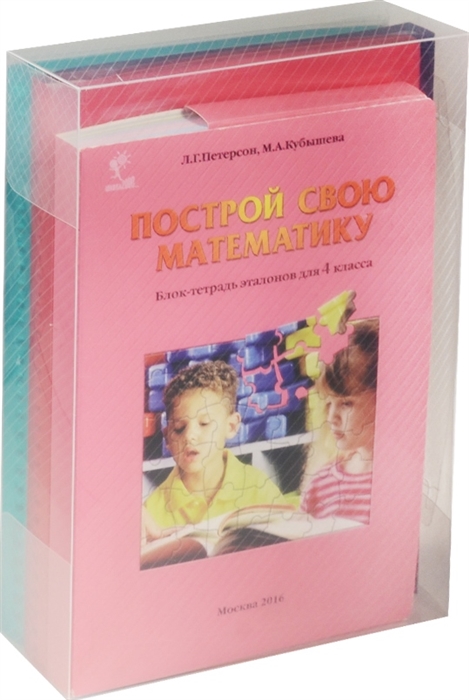 Л.Г.Петерсон, М.А.Кубышева
ПОСТРОЙ СВОЮ
МАТЕМАТИКУ
Блок-тетрадь эталонов для 4 класса
Москва 2016